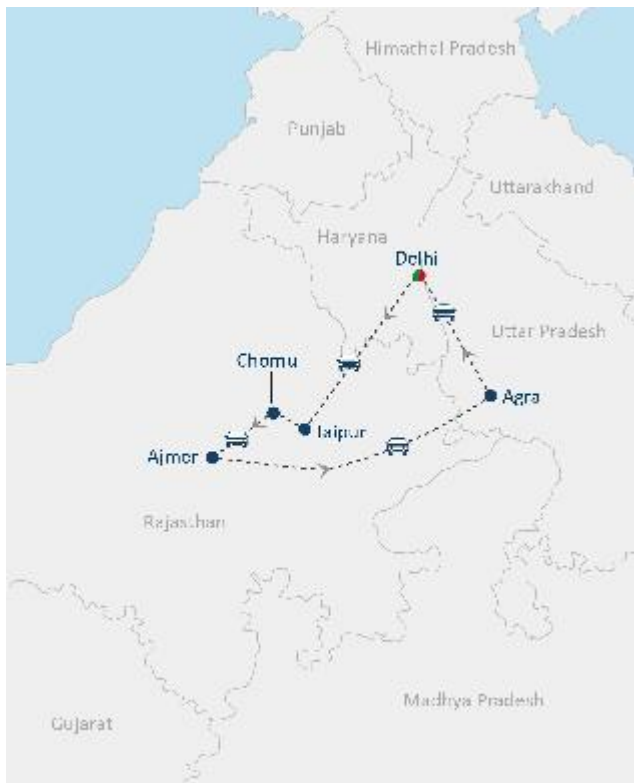 Himachal Pradesh
Punjab
Uttarakhand
Haryana
Delhi
Uttar Pradesh
Chomu
Agra
Jaipur
Ajmer
Rajasthan
Madhya Pradesh
Gujarat